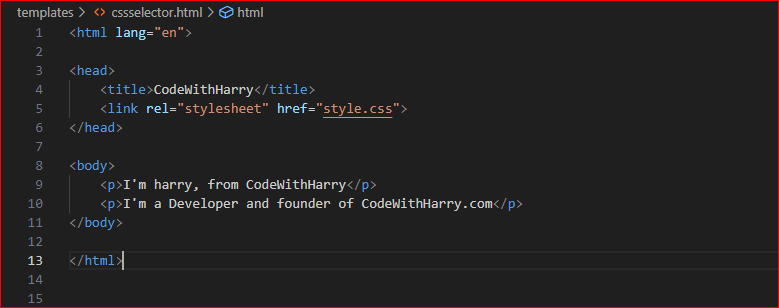 templates > <> cssselector.html > html
1 <html lang="en">
2
3 <head>
4     <title>CodeWithHarry</title>
5     <link rel="stylesheet" href="style.css">
6 </head>
7
8 <body>
9     <p>I'm harry, from CodeWithHarry</p>
10     <p>I'm a Developer and founder of CodeWithHarry.com</p>
11 </body>
12
13 </html>
14
15